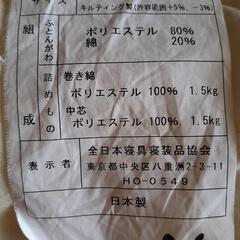 サイズ
キルティング製(許容範囲+5%、-3%)
組成
ふとんがわ
ポリエステル 80%
綿 20%
詰めもの
巻き綿
ポリエステル 100% 1.5kg
中芯
ポリエステル 100% 1.5kg
表示者
全日本寝具寝装品協会
東京都中央区八重洲2-3-11
HO-0549
日本製